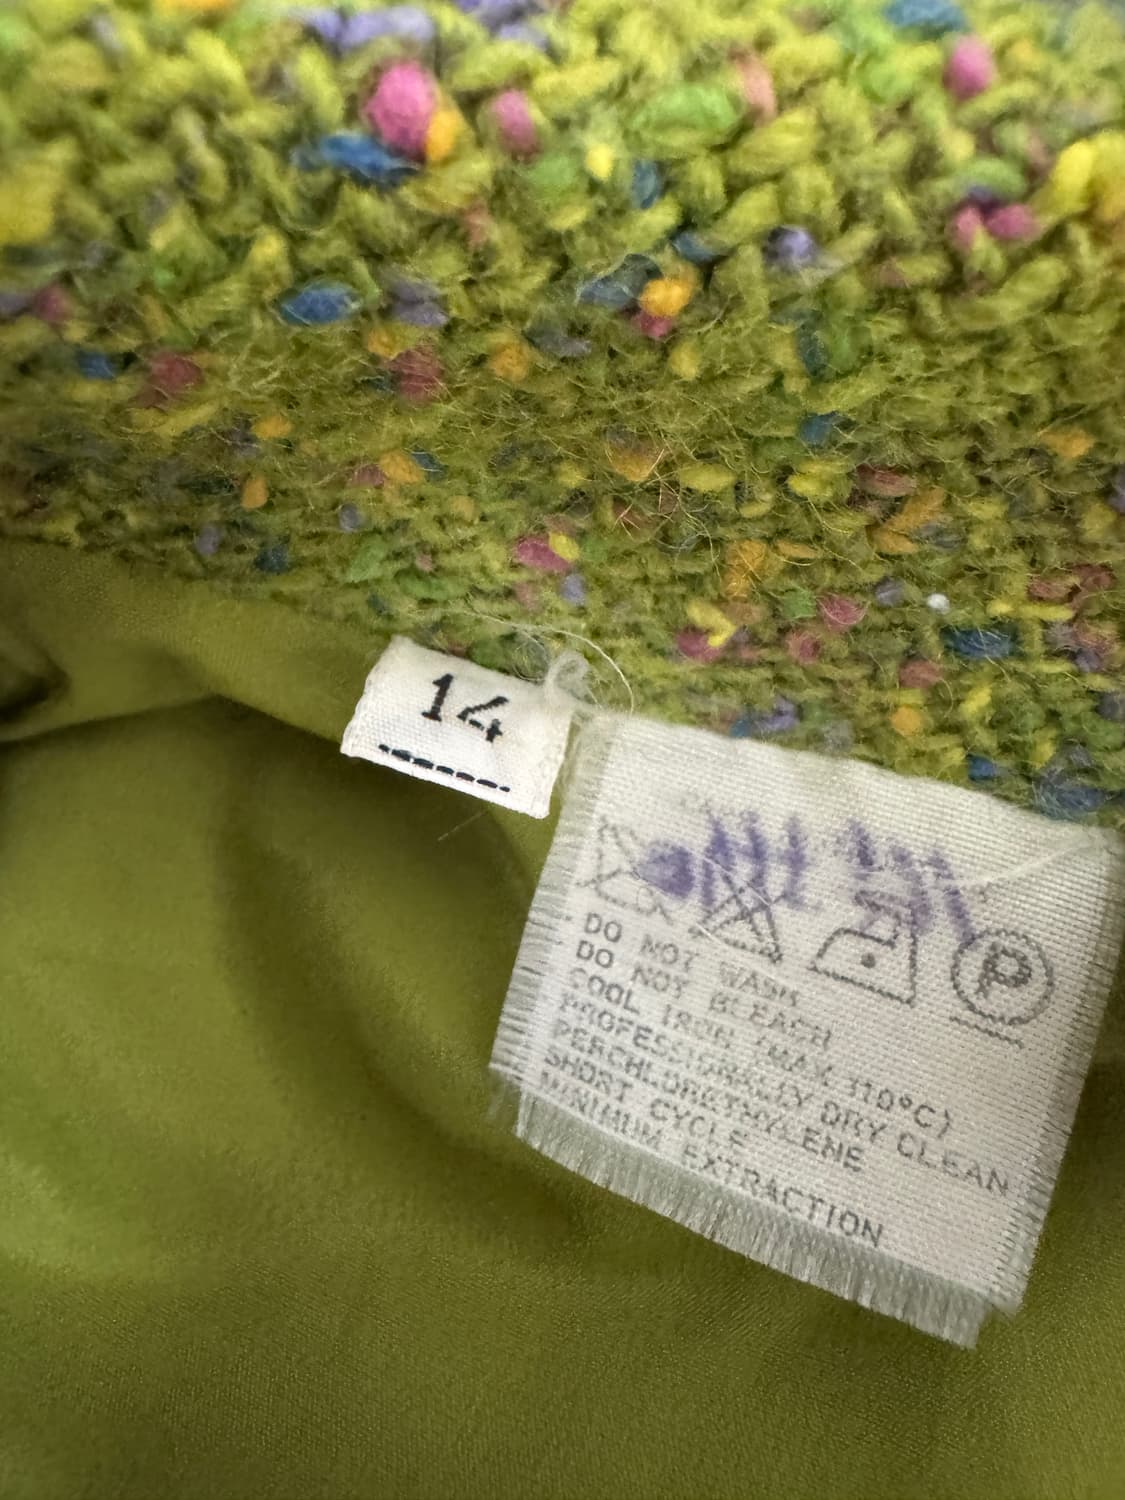 14
P
DO NOT WASH
DO NOT BLEACH
COOL IRON (MAX 110°C)
PROFESSIONALLY DRY CLEAN
PERCHLORETHYLENE
SHORT CYCLE
MINIMUM EXTRACTION